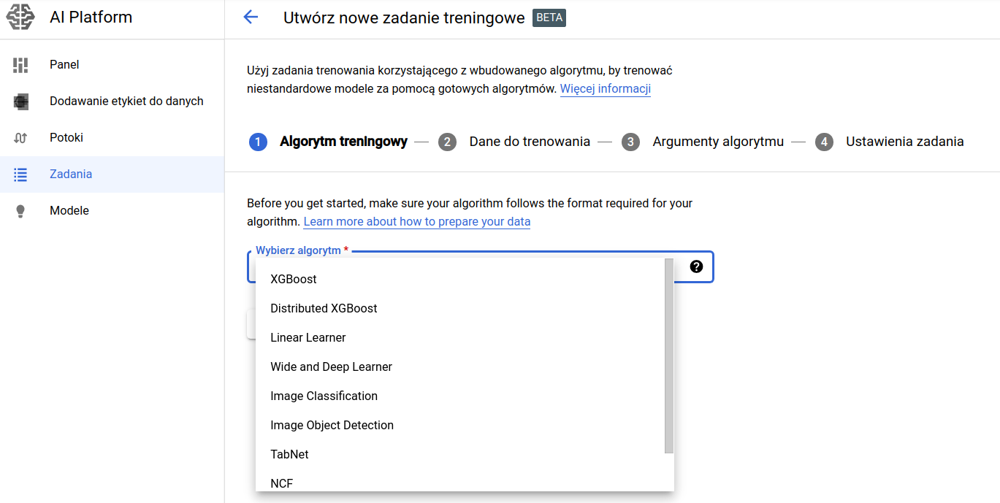 AI Platform
Utwórz nowe zadanie treningowe BETA
Panel
Dodawanie etykiet do danych
Potoki
Zadania
Modele
Użyj zadania trenowania korzystającego z wbudowanego algorytmu, by trenować
niestandardowe modele za pomocą gotowych algorytmów. Więcej informacji
1 Algorytm treningowy — 2 Dane do trenowania — 3 Argumenty algorytmu — 4 Ustawienia zadania
Before you get started, make sure your algorithm follows the format required for your
algorithm. Learn more about how to prepare your data
Wybierz algorytm *
?
XGBoost
Distributed XGBoost
Linear Learner
Wide and Deep Learner
Image Classification
Image Object Detection
TabNet
NCF